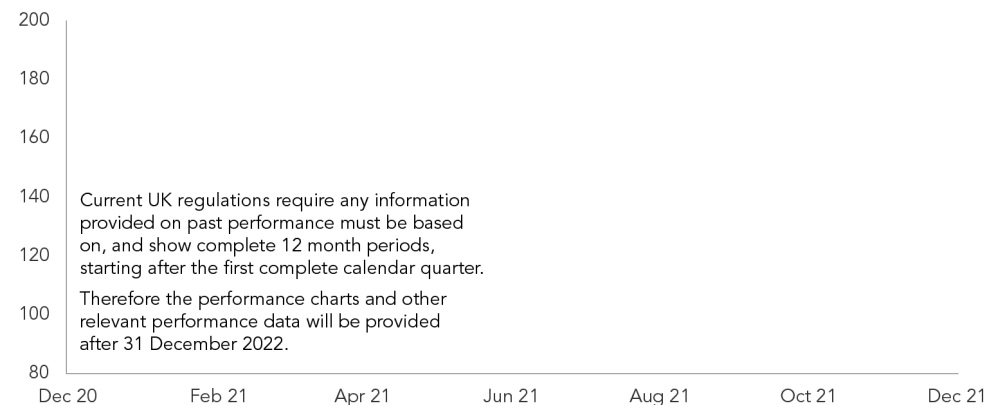 200
180
160
140
Current UK regulations require any information
provided on past performance must be based
on, and show complete 12 month periods,
120
starting after the first complete calendar quarter.
Therefore the performance charts and other
100
relevant performance data will be provided
after 31 December 2022.
80
Dec 20 Feb 21 Apr 21 Jun 21 Aug 21 Oct 21 Dec 21